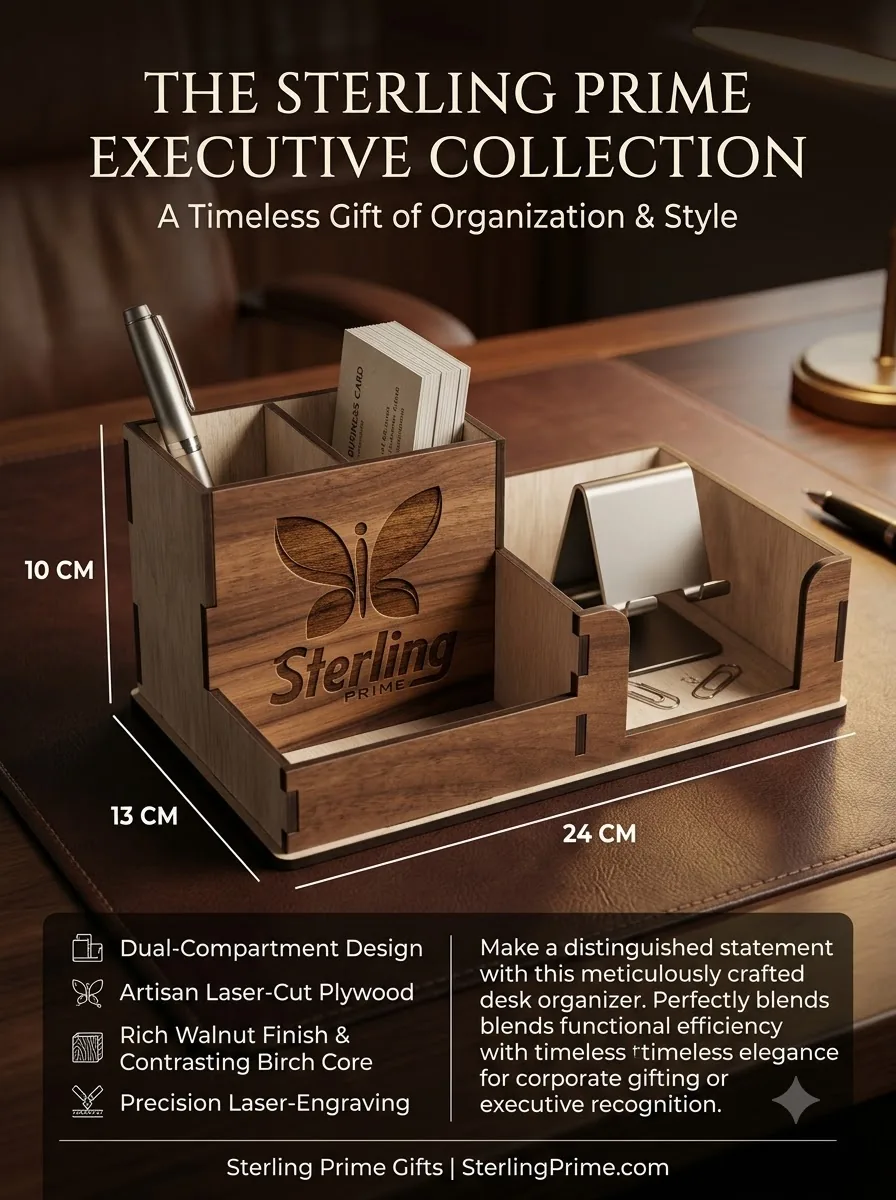 THE STERLING PRIME
EXECUTIVE COLLECTION
A Timeless Gift of Organization & Style
BUSINESS CARD
10 CM
Sterling
PRIME
13 CM
24 CM
Dual-Compartment Design
Artisan Laser-Cut Plywood
Rich Walnut Finish &
Contrasting Birch Core
Precision Laser-Engraving
Make a distinguished statement
with this meticulously crafted
desk organizer. Perfectly blends
blends functional efficiency
with timeless timeless elegance
for corporate gifting or
executive recognition.
Sterling Prime Gifts | SterlingPrime.com